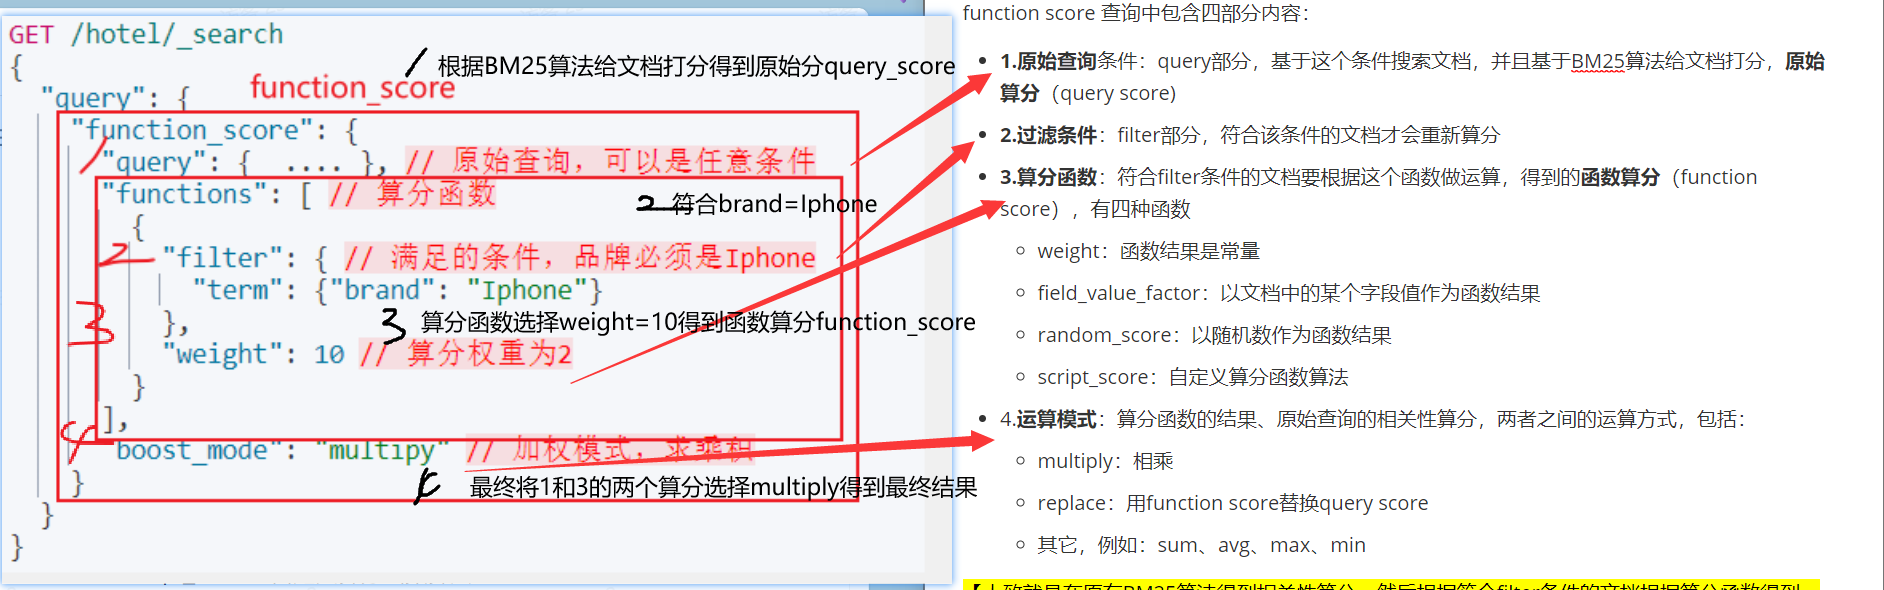 GET /hotel/_search
{
根据BM25算法给文档打分得到原始分query_score
"query": {
function_score
"function_score": {
"query": { .... }, // 原始查询，可以是任意条件
"functions": [ // 算分函数
2 符合brand=Iphone
{
2 "filter": { // 满足的条件，品牌必须是Iphone
"term": {"brand": "Iphone"}
3 },
3 算分函数选择weight=10得到函数算分function_score
"weight": 10 // 算分权重为2
}
],
4 boost_mode": "multipy" // 加权模式，求乘积
}
最终将1和3的两个算分选择multiply得到最终结果
}
}
function score 查询中包含四部分内容：
1.原始查询条件：query部分，基于这个条件搜索文档，并且基于BM25算法给文档打分，原始
算分（query score)
2.过滤条件：filter部分，符合该条件的文档才会重新算分
3.算分函数：符合filter条件的文档要根据这个函数做运算，得到的函数算分（function
score），有四种函数
weight：函数结果是常量
field_value_factor：以文档中的某个字段值作为函数结果
random_score：以随机数作为函数结果
script_score：自定义算分函数算法
4.运算模式：算分函数的结果、原始查询的相关性算分，两者之间的运算方式，包括：
multiply：相乘
replace：用function score替换query score
其它，例如：sum、avg、max、min